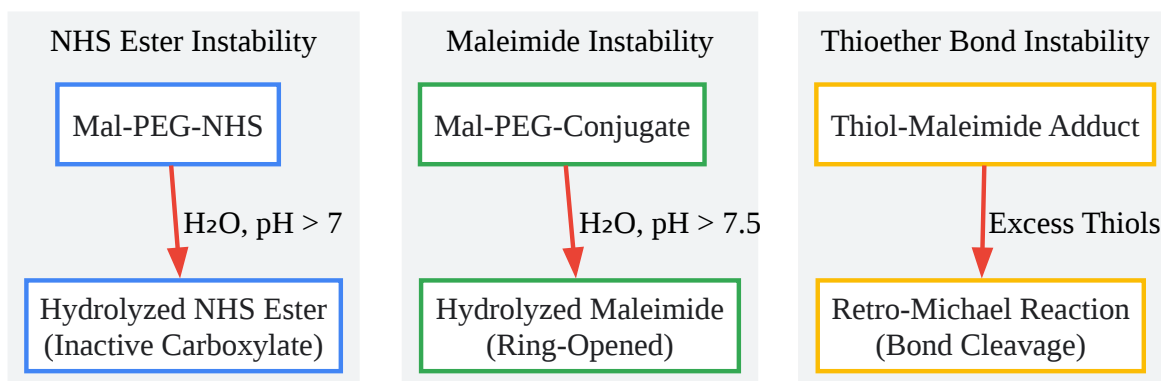 NHS Ester Instability
Mal-PEG-NHS
H₂O, pH > 7
Hydrolyzed NHS Ester
(Inactive Carboxylate)
Maleimide Instability
Mal-PEG-Conjugate
H₂O, pH > 7.5
Hydrolyzed Maleimide
(Ring-Opened)
Thioether Bond Instability
Thiol-Maleimide Adduct
Excess Thiols
Retro-Michael Reaction
(Bond Cleavage)